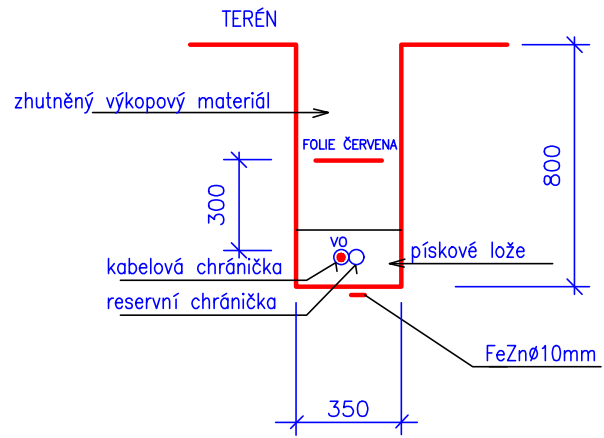 TERÉN
zhutněný výkopový materiál
FOLIE ČERVENA
800
300
VO
pískové lože
kabelová chránička
reservní chránička
FeZnø10mm
350